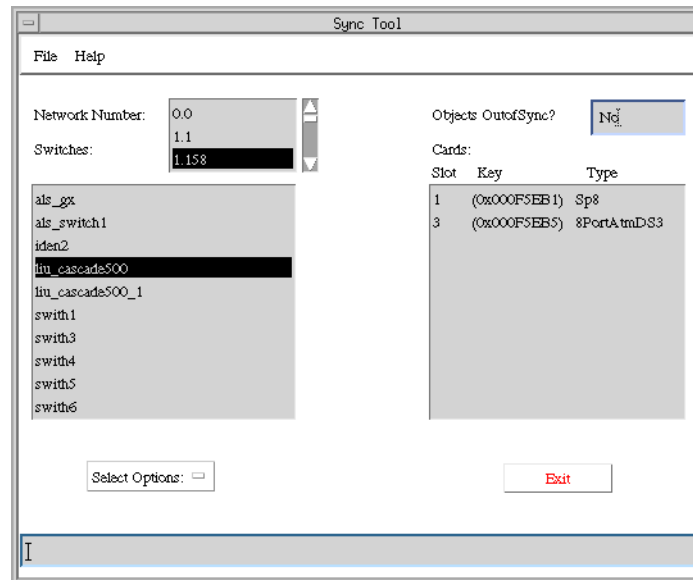 Sync Tool
File Help
Network Number:
0.0
1.1
1.158
Switches:
als_gx
als_switch1
iden2
liu_cascade500
liu_cascade500_1
swith1
swith3
swith4
swith5
swith6
Select Options:
Objects OutofSync?
No
Cards:
Slot Key Type
1 (0x000F5EB1) Sp8
3 (0x000F5EB5) 8PortAtmDS3
Exit